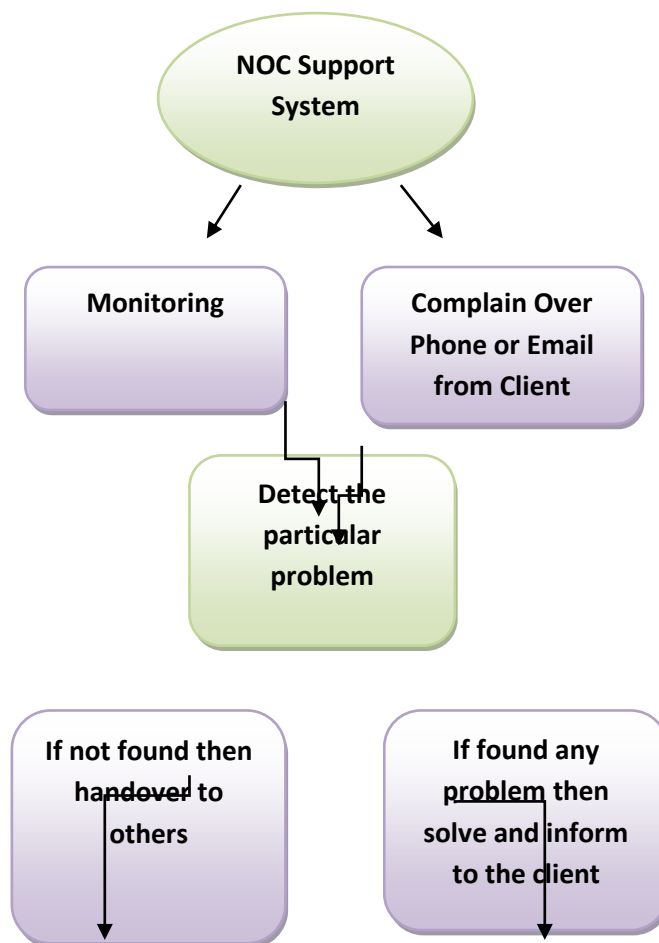 NOC Support
System
Monitoring
Complain Over
Phone or Email
from Client
Detect the
particular
problem
If not found then
handover to
others
If found any
problem then
solve and inform
to the client